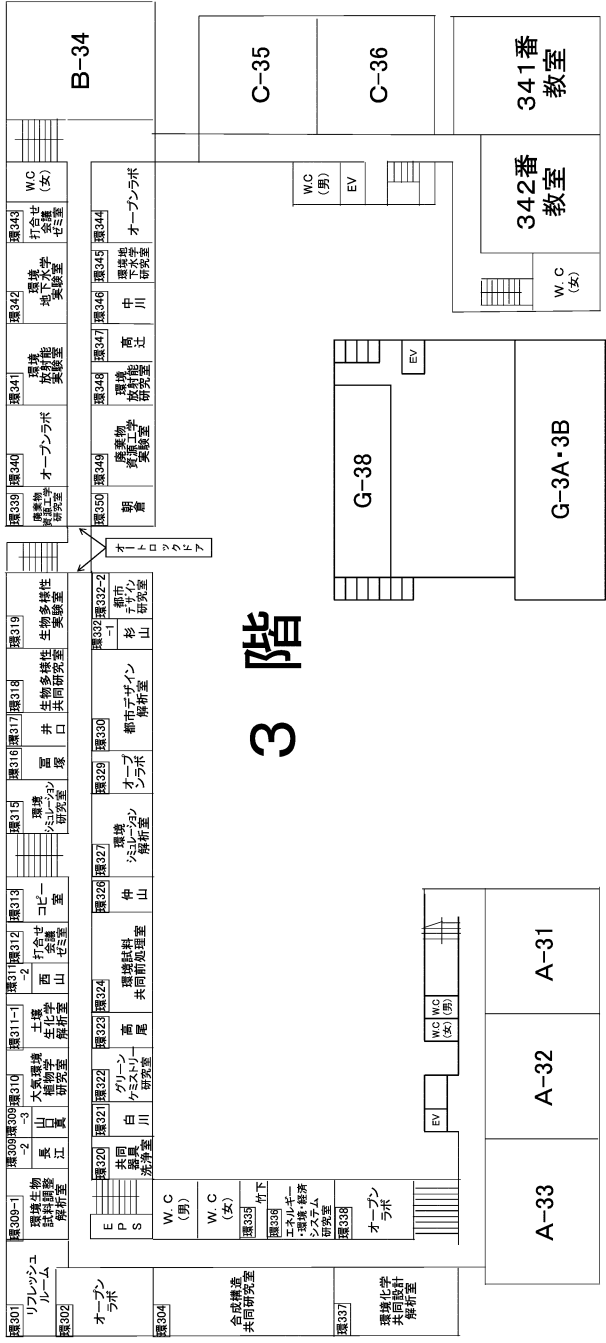 B-34
C-35
C-36
341番
教室
342番
教室
W.C
(女)
W.C
(男)
EV
W.C
(女)
環343
打合せ
会議
ゼミ室
環342
環境
地下水学
実験室
環341
環境
放射能
実験室
環340
オープンラボ
環339
廃棄物
資源工学
研究室
環344
オープンラボ
環345
環境地
下水学
研究室
環346
中川
環347
高辻
環348
環境
放射能
研究室
環349
廃棄物
資源工学
実験室
環350
朝倉
オートロックドア
EV
G-38
G-3A・3B
3 階
環319
生物多様性
実験室
環318
生物多様性
共同研究室
環317
井口
環316
冨塚
環315
環境
シミュレーション
研究室
環332-2
都市
デザイン
研究室
環332
-1
杉山
環330
都市デザイン
解析室
環329
オープ
ンラボ
環327
環境
シミュレーション
解析室
環326
仲山
環324
環境試料
共同前処理室
環323
高尾
環322
グリーン
ケミストリー
研究室
環321
白川
環320
共同
器具
洗浄室
環313
コピー
室
環312
打合せ
会議
ゼミ室
環311
-2
西山
環311-1
土壌
生化学
解析室
環310
大気環境
植物学
研究室
環309
-3
山口真
環309
-2
長江
環309-1
環境生物
試料調整
解析室
EPS
W.C
(男)
W.C
(女)
環335
竹下
環336
エネルギー
・環境・経済
システム
研究室
環338
オープン
ラボ
環301
リフレッシュ
ルーム
環302
オープン
ラボ
環304
合成構造
共同研究室
環337
環境化学
共同設計
解析室
W.C
(男)
W.C
(女)
EV
A-31
A-32
A-33